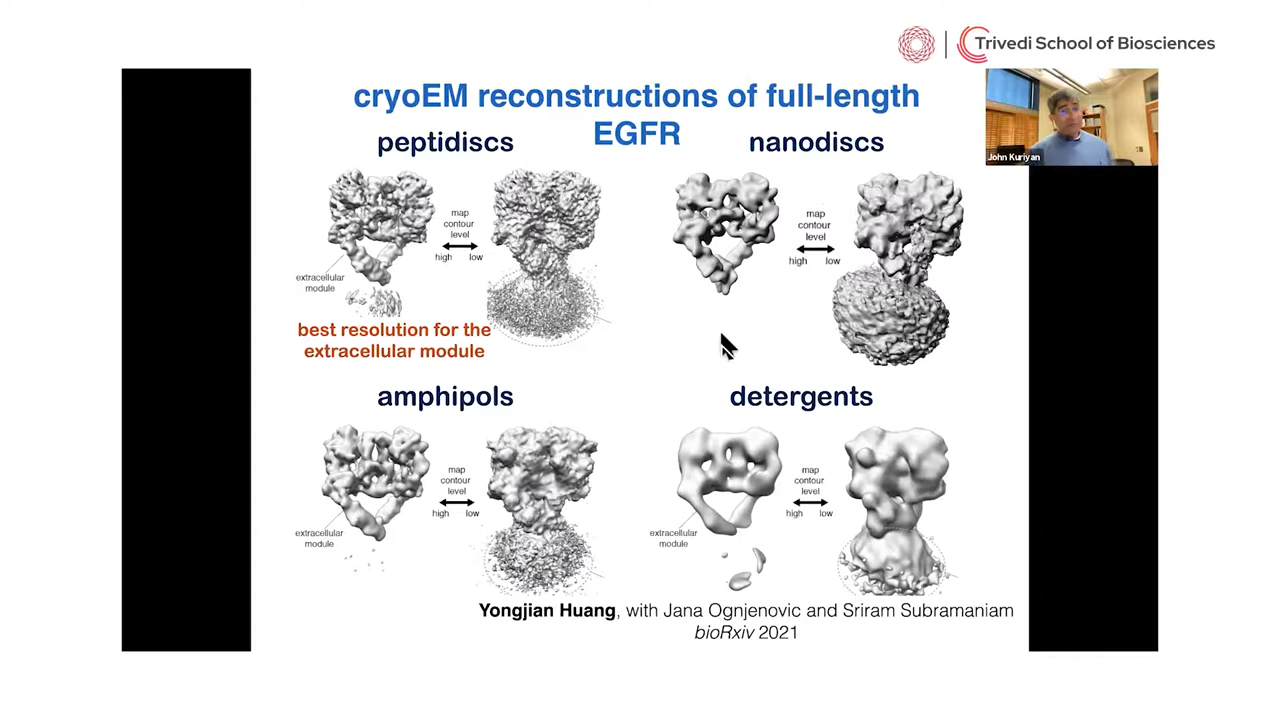 Trivedi School of Biosciences
cryoEM reconstructions of full-length
EGFR
John Kuriyan
peptidiscs
map
contour
level
high low
extracellular
module
best resolution for the
extracellular module
nanodiscs
map
contour
level
high low
amphipols
map
contour
level
high low
extracellular
module
detergents
map
contour
level
high low
extracellular
module
Yongjian Huang, with Jana Ognjenovic and Sriram Subramaniam
bioRxiv 2021